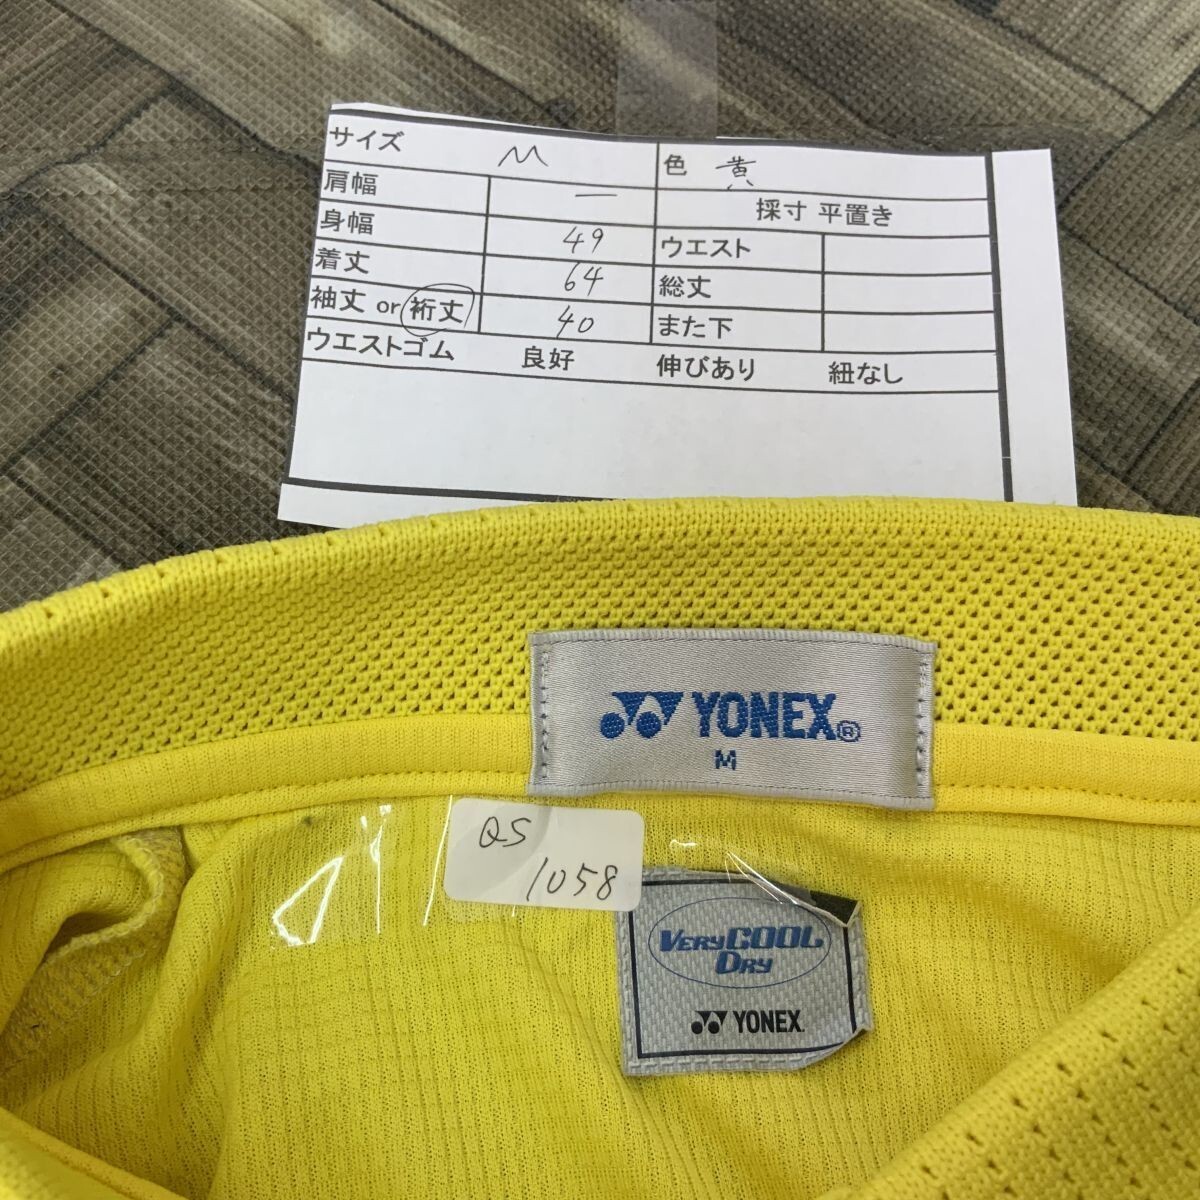 サイズ M 色 黄
肩幅 — 採寸 平置き
身幅 49 ウエスト
着丈 64 総丈
袖丈 or 裄丈 40 また下
ウエストゴム 良好 伸びあり 紐なし
YONEX®
M
QS
1058
VERY COOL
DRY
YONEX